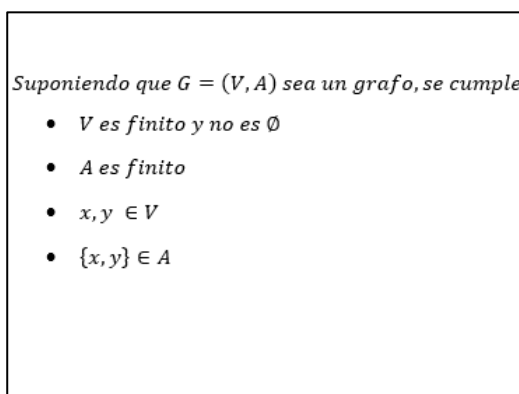 Suponiendo que G = (V, A) sea un grafo, se cumple
• V es finito y no es ∅
• A es finito
• x, y ∈ V
• {x, y} ∈ A